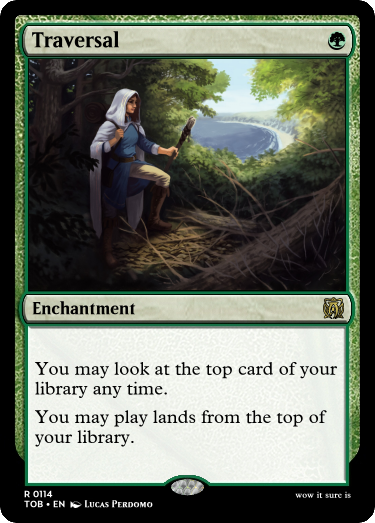 Traversal
Enchantment
You may look at the top card of your
library any time.
You may play lands from the top of
your library.
R 0114
TOB • EN Lucas Perdomo
wow it sure is